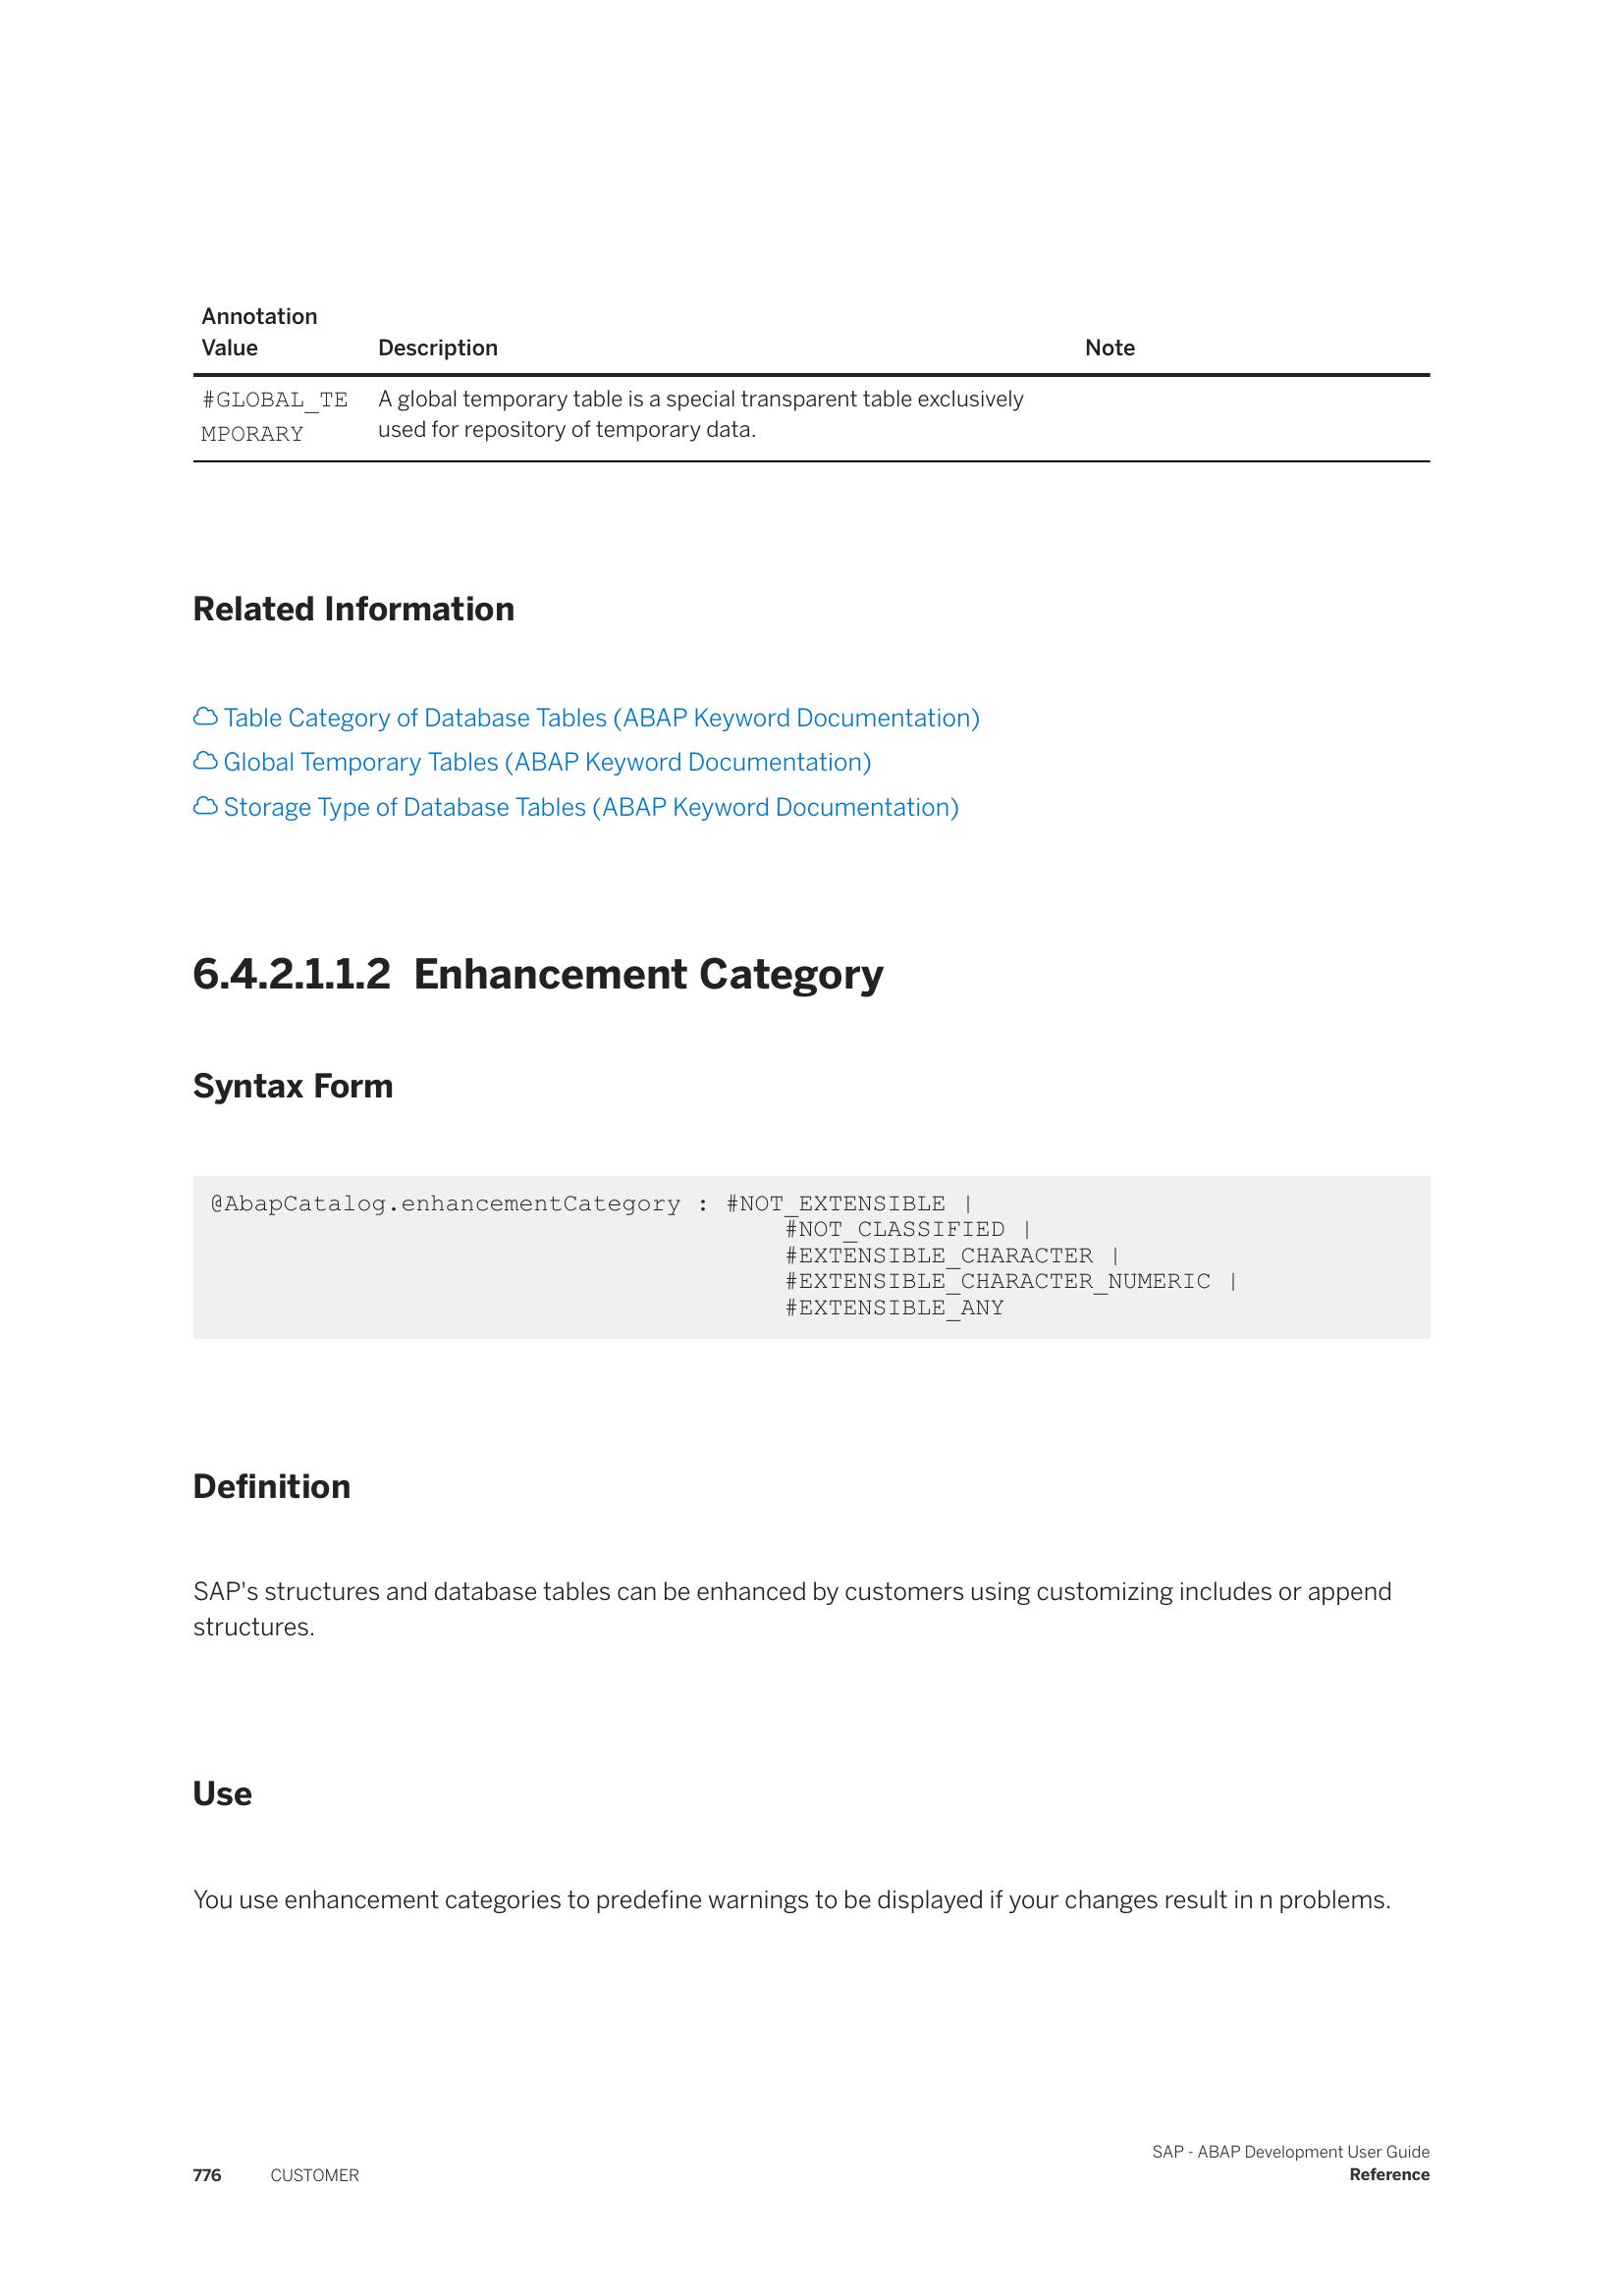 Annotation
Value Description Note
#GLOBAL_TE A global temporary table is a special transparent table exclusively
MPORARY used for repository of temporary data.
Related Information
Table Category of Database Tables (ABAP Keyword Documentation)
Global Temporary Tables (ABAP Keyword Documentation)
Storage Type of Database Tables (ABAP Keyword Documentation)
6.4.2.1.1.2 Enhancement Category
Syntax Form
@AbapCatalog.enhancementCategory : #NOT_EXTENSIBLE |
#NOT_CLASSIFIED |
#EXTENSIBLE_CHARACTER |
#EXTENSIBLE_CHARACTER_NUMERIC |
#EXTENSIBLE_ANY
Definition
SAP's structures and database tables can be enhanced by customers using customizing includes or append
structures.
Use
You use enhancement categories to predefine warnings to be displayed if your changes result in n problems.
SAP - ABAP Development User Guide
776 CUSTOMER Reference